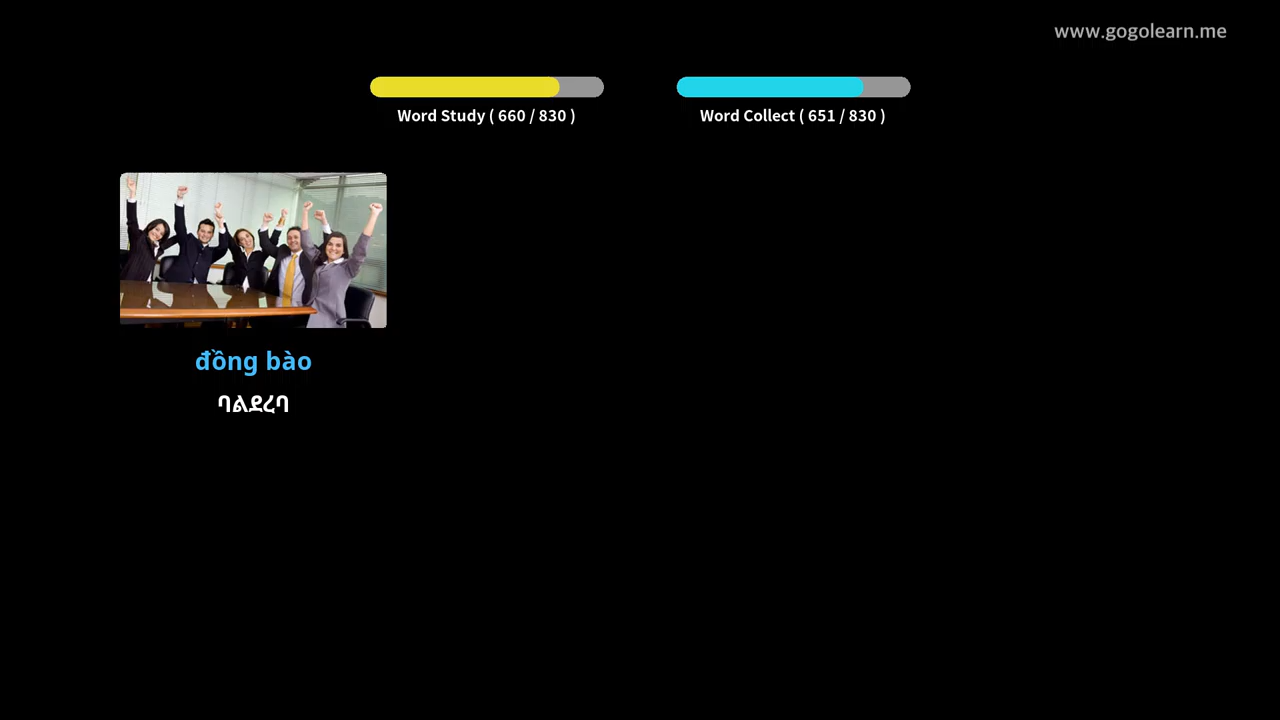 www.gogolearn.me
Word Study ( 660 / 830 )
Word Collect ( 651 / 830 )
đồng bào
ባልደረባ